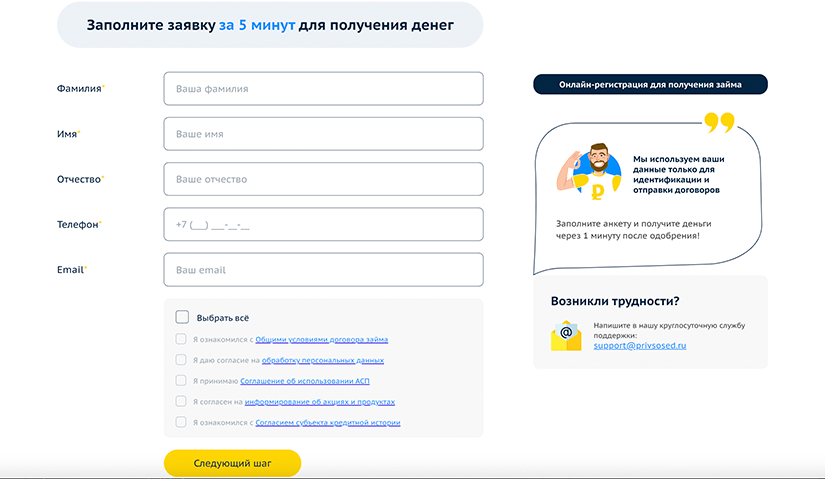 Заполните заявку за 5 минут для получения денег
Фамилия*
Ваша фамилия
Имя*
Ваше имя
Отчество*
Ваше отчество
Телефон*
+7 (__) ___-__-__
Email*
Ваш email
Выбрать всё
Я ознакомился с Общими условиями договора займа
Я даю согласие на обработку персональных данных
Я принимаю Соглашение об использовании АСП
Я согласен на информирование об акциях и продуктах
Я ознакомился с Согласием субъекта кредитной истории
Следующий шаг
Онлайн-регистрация для получения займа
Мы используем ваши
данные только для
идентификации и
отправки договоров
Заполните анкету и получите деньги
через 1 минуту после одобрения!
Возникли трудности?
Напишите в нашу круглосуточную службу
поддержки:
support@privsosed.ru